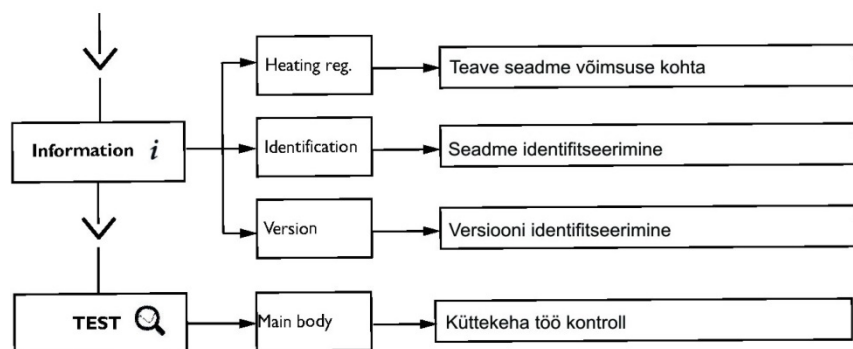 Heating reg.
Teave seadme võimsuse kohta
Information i
Identification
Seadme identifitseerimine
Version
Versiooni identifitseerimine
TEST
Main body
Küttekeha töö kontroll